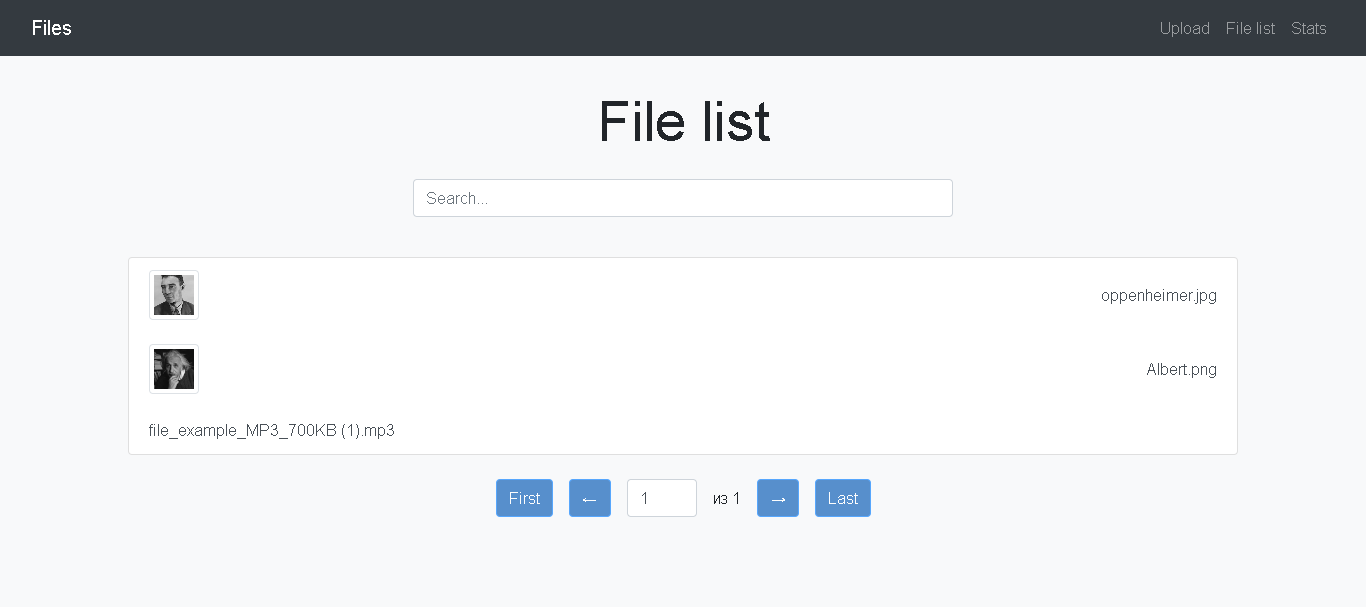 Files Upload File list Stats
File list
Search...
oppenheimer.jpg
Albert.png
file_example_MP3_700KB (1).mp3
First ← 1 из 1 → Last